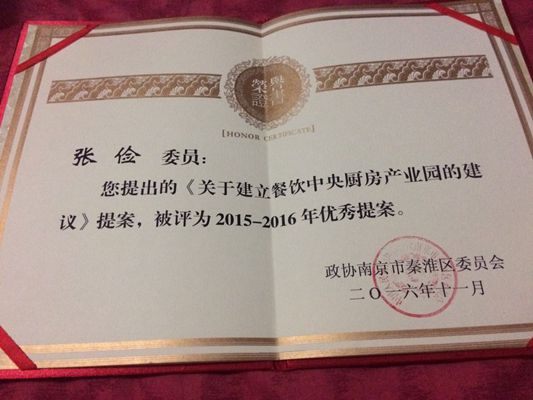 荣誉证书
[HONOR CERTIFICATE]
张 俭 委员:
您提出的《关于建立餐饮中央厨房产业园的建
议》提案,被评为2015-2016年优秀提案。
政协南京市秦淮区委员会
二〇一六年十一月